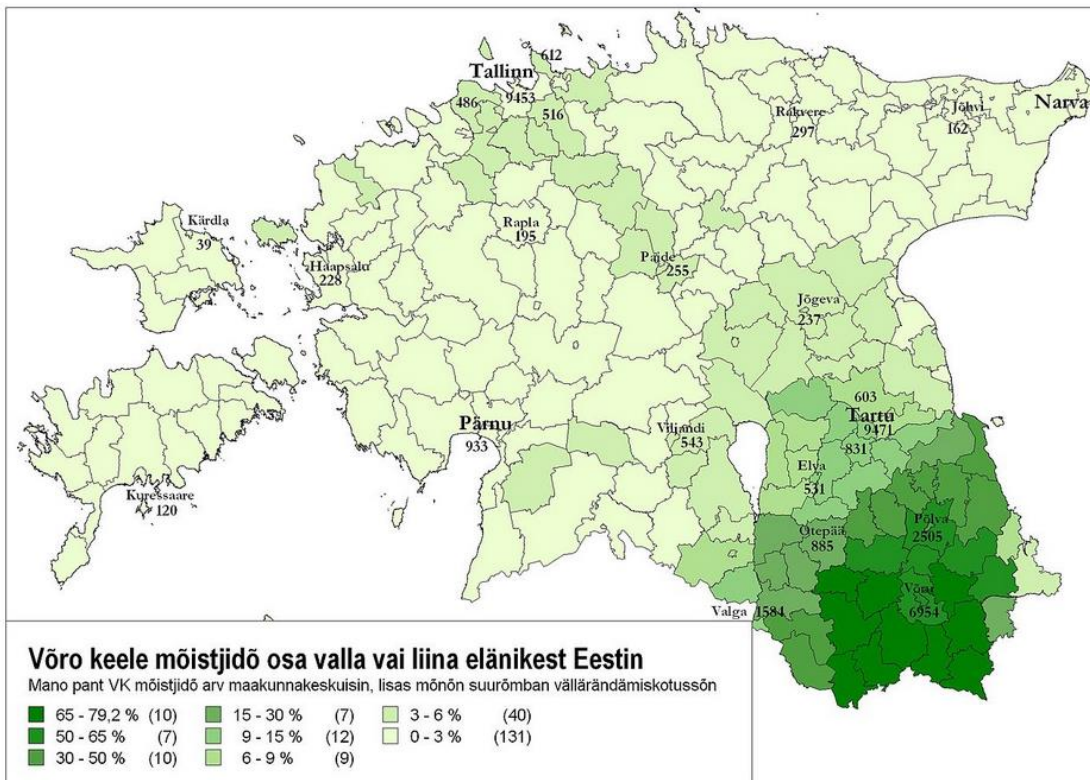 612
Tallinn
9453
486
516
Rakvere
297
Jõhvi
162
Narva
Kärdla
39
Rapla
195
Haapsalu
228
Paide
255
Jõgeva
237
603
Tartu
9471
831
Pärnu
933
Viljandi
543
Elva
531
Kuressaare
120
Otepää
885
Põlva
2505
Valga 1584
Võru
6954
Võro keele mõistjidõ osa valla vai liina elänikest Eestin
Mano pant VK mõistjidõ arv maakunnakeskuisin, lisas mõnõn suurõmban vällärändämiskotussõn
65 - 79,2 % (10)
50 - 65 % (7)
30 - 50 % (10)
15 - 30 % (7)
9 - 15 % (12)
6 - 9 % (9)
3 - 6 % (40)
0 - 3 % (131)